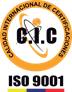 CALIDAD INTERNACIONAL DE CERTIFICACIONES
C.I.C
ISO 9001